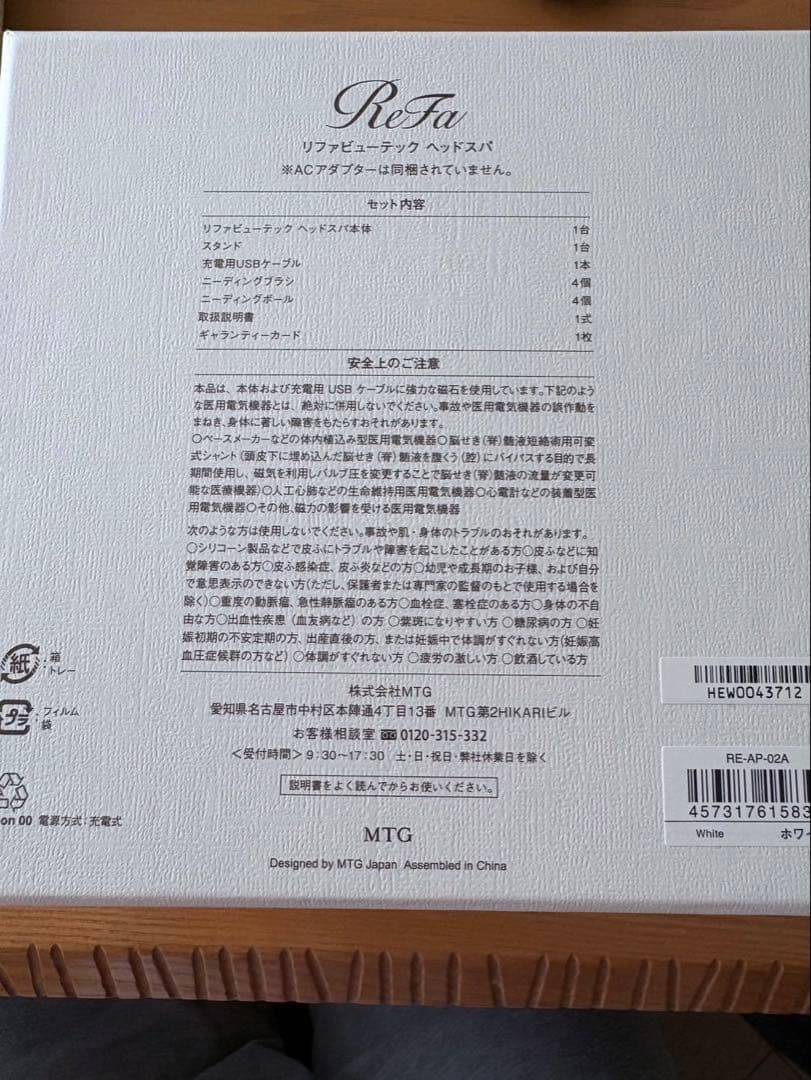 ReFa
リファビューテック ヘッドスパ
※ACアダプターは同梱されていません。
セット内容
リファビューテック ヘッドスパ本体 1台
スタンド 1台
充電用USBケーブル 1本
ニーディングブラシ 4個
ニーディングボール 4個
取扱説明書 1式
ギャランティーカード 1枚
安全上のご注意
本品は、本体および充電用 USB ケーブルに強力な磁石を使用しています。下記のよう
な医用電気機器とは、絶対に併用しないでください。事故や医用電気機器の誤作動を
まねき、身体に著しい障害をもたらすおそれがあります。
〇ペースメーカーなどの体内植込み型医用電気機器〇脳せき(脊)髄液短絡術用可変
式シャント(頭皮下に埋め込んだ脳せき(脊)髄液を腹くう(腔)にバイパスする目的で長
期間使用し、磁気を利用しバルブ圧を変更することで脳せき(脊)髄液の流量が変更可
能な医療機器)〇人工心肺などの生命維持用医用電気機器〇心電計などの装着型医
用電気機器〇その他、磁力の影響を受ける医用電気機器
次のような方は使用しないでください。事故や肌・身体のトラブルのおそれがあります。
〇シリコーン製品などで皮ふにトラブルや障害を起こしたことがある方〇皮ふなどに知
覚障害のある方〇皮ふ感染症、皮ふ炎などの方〇幼児や成長期のお子様、および自分
で意思表示のできない方(ただし、保護者または専門家の監督のもとで使用する場合を
除く)〇重度の動脈瘤、急性静脈瘤のある方〇血栓症、塞栓症のある方〇身体の不自
由な方〇出血性疾患(血友病など)の方〇紫斑になりやすい方〇糖尿病の方〇妊
娠初期の不安定期の方、出産直後の方、または妊娠中で体調がすぐれない方(妊娠高
血圧症候群の方など)〇体調がすぐれない方 〇疲労の激しい方 〇飲酒している方
株式会社MTG
愛知県名古屋市中村区本陣通4丁目13番 MTG第2HIKARIビル
お客様相談室 0120-315-332
<受付時間> 9:30〜17:30 土・日・祝日・弊社休業日を除く
説明書をよく読んでからお使いください。
MTG
Designed by MTG Japan Assembled in China
紙 :箱
・トレー
プラ :フィルム
袋
on 00 電源方式:充電式
HEW0043712
RE-AP-02A
45731761583
White ホワ